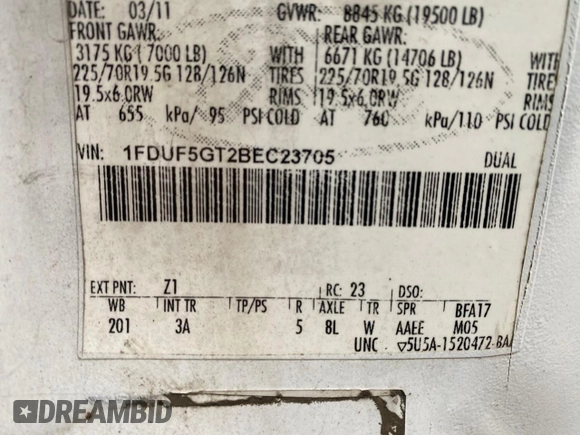 DATE: 03/11 GVWR: 8845 KG (19500 LB)
FRONT GAWR: REAR GAWR:
3175 KG (7000 LB) WITH 6671 KG (14706 LB) WITH
225/70R19.5G 128/126N TIRES 225/70R19.5G 128/126N TIRES
19.5x6.0RW RIMS 19.5x6.0RW RIMS
AT 655 kPa/ 95 PSI COLD AT 760 kPa/110 PSI COLD
VIN: 1FDUF5GT2BEC23705 DUAL
EXT PNT: Z1 RC: 23 DSO:
WB INT TR TP/PS R AXLE TR SPR BFA17
201 3A 5 8L W AAEE M05
UNC ▽5U5A-1520472-BA
DREAMBID